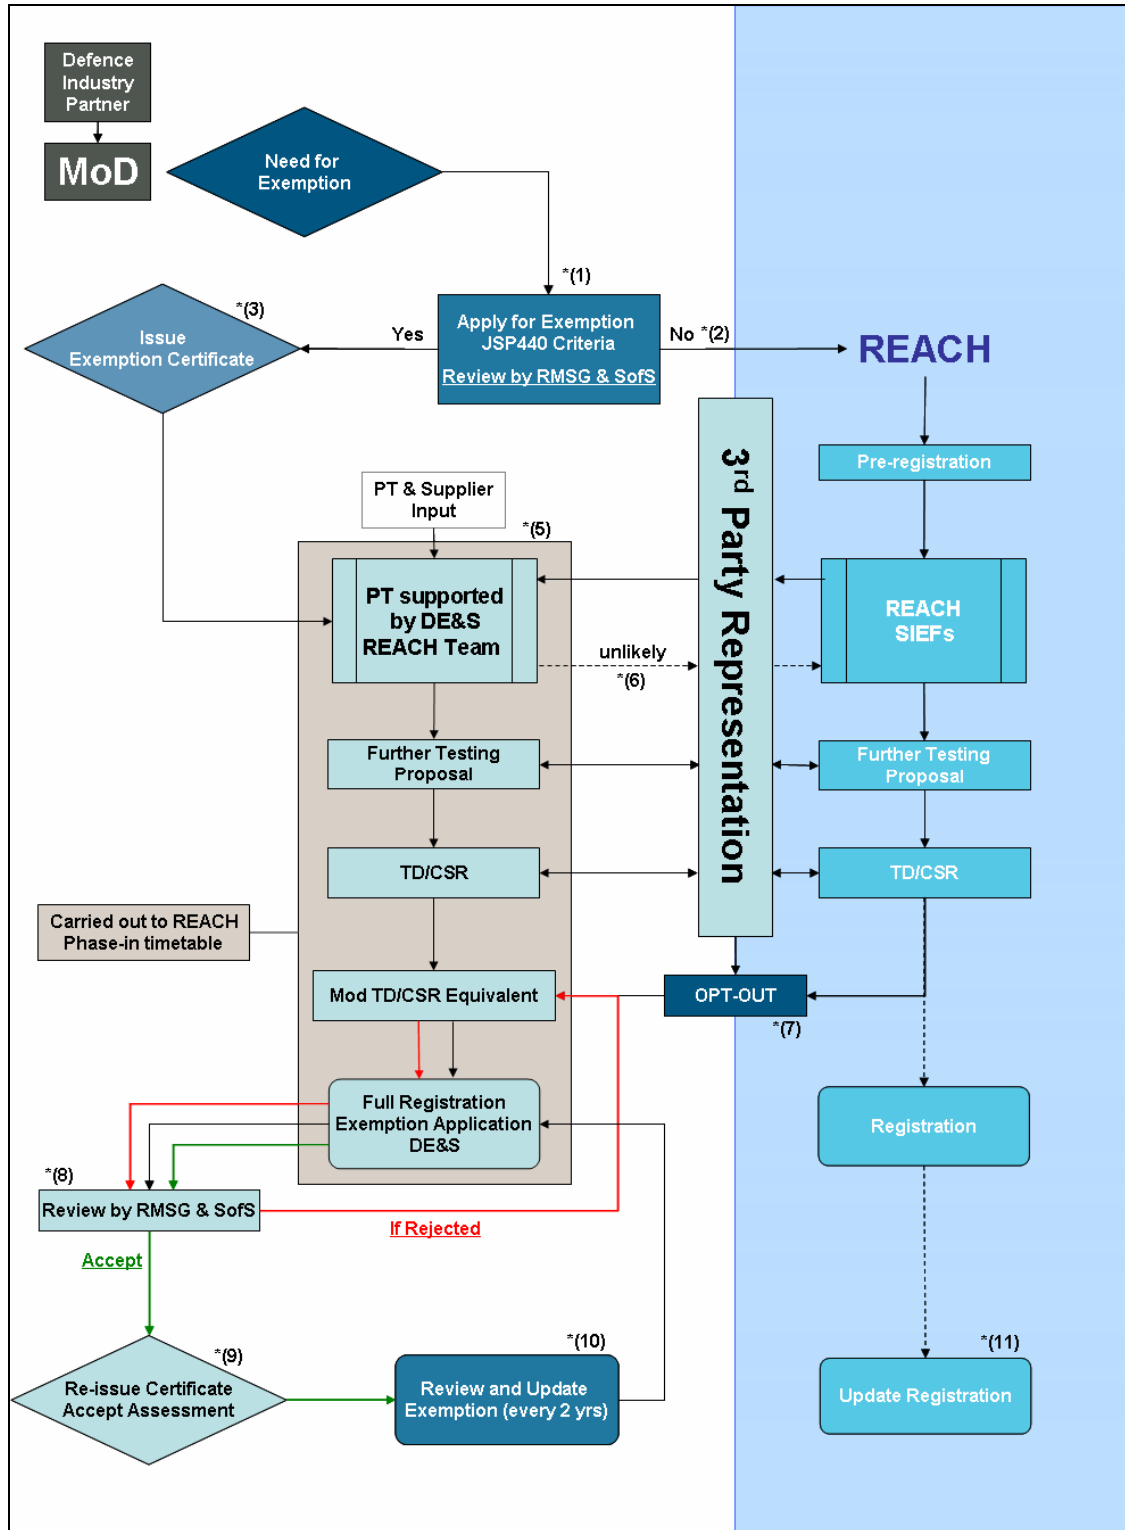 Defence
Industry
Partner
MoD
Need for
Exemption
*(1)
*(3)
Issue
Exemption Certificate
Yes
Apply for Exemption
JSP440 Criteria
Review by RMSG & SofS
No *(2)
REACH
Pre-registration
3rd Party Representation
PT & Supplier
Input
*(5)
PT supported
by DE&S
REACH Team
unlikely
*(6)
REACH
SIEFs
Further Testing
Proposal
Further Testing
Proposal
TD/CSR
TD/CSR
Carried out to REACH
Phase-in timetable
Mod TD/CSR Equivalent
OPT-OUT
*(7)
Full Registration
Exemption Application
DE&S
Registration
*(8)
Review by RMSG & SofS
If Rejected
Accept
*(9)
Re-issue Certificate
Accept Assessment
*(10)
Review and Update
Exemption (every 2 yrs)
*(11)
Update Registration